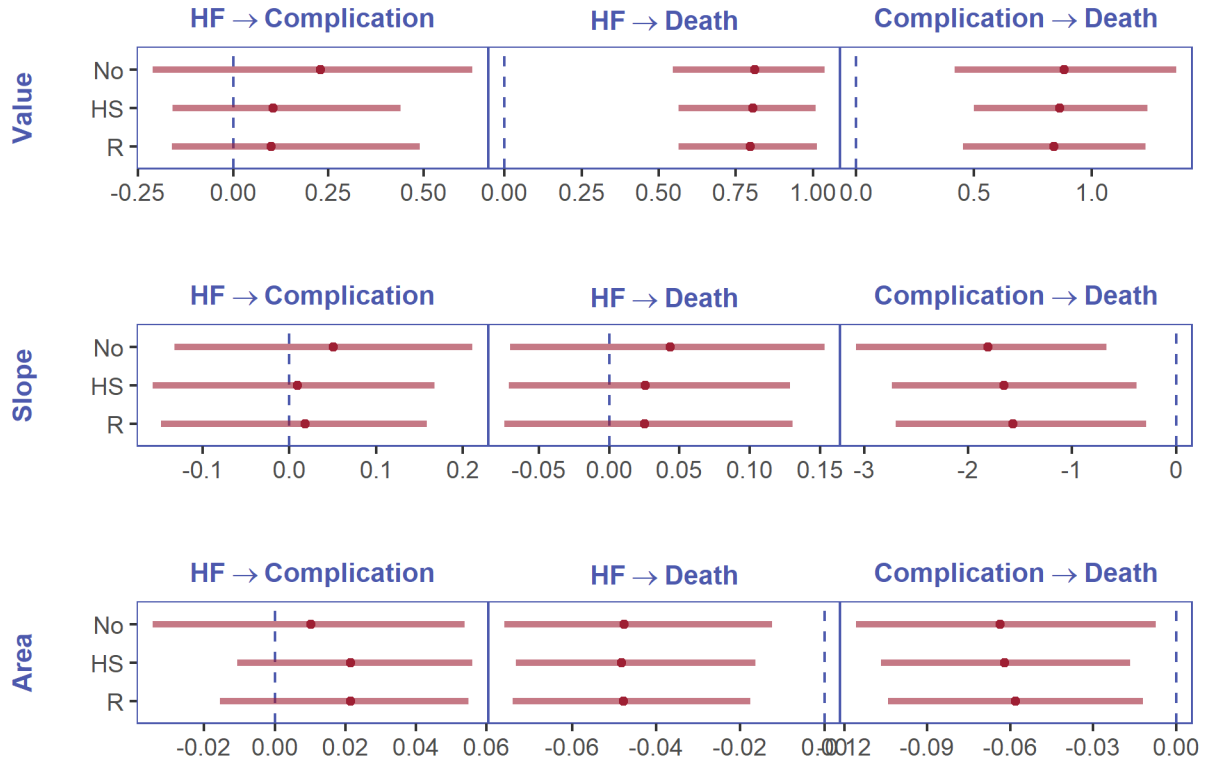 HF → Complication HF → Death Complication → Death
Value
No
HS
R
-0.25 0.00 0.25 0.50 0.00 0.25 0.50 0.75 1.00 0.0 0.5 1.0
HF → Complication HF → Death Complication → Death
Slope
No
HS
R
-0.1 0.0 0.1 0.2 -0.05 0.00 0.05 0.10 0.15 -3 -2 -1 0
HF → Complication HF → Death Complication → Death
Area
No
HS
R
-0.02 0.00 0.02 0.04 0.06 -0.06 -0.04 -0.02 0.00 -0.12 -0.09 -0.06 -0.03 0.00